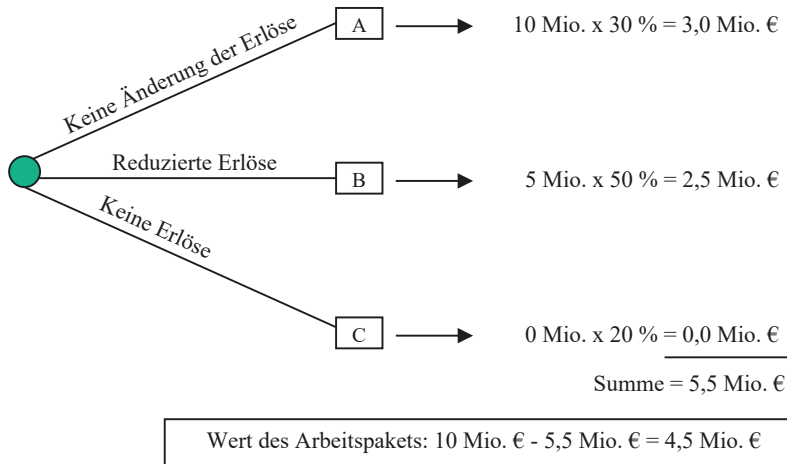 Keine Änderung der Erlöse
A
10 Mio. x 30 % = 3,0 Mio. €
Reduzierte Erlöse
B
5 Mio. x 50 % = 2,5 Mio. €
Keine Erlöse
C
0 Mio. x 20 % = 0,0 Mio. €
Summe = 5,5 Mio. €
Wert des Arbeitspakets: 10 Mio. € - 5,5 Mio. € = 4,5 Mio. €